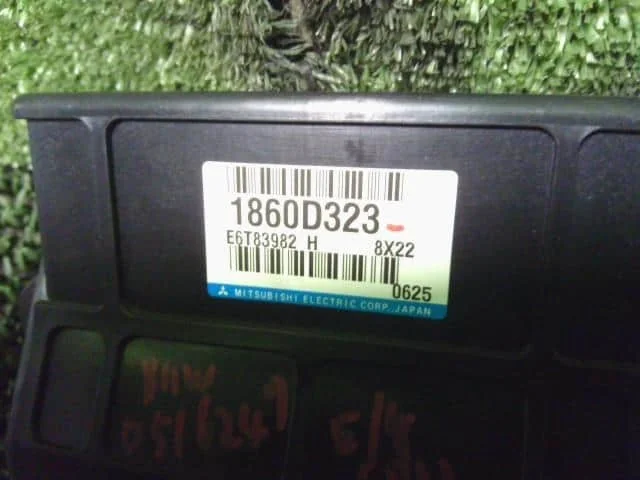 1860D323
E6T83982 H 8X22
0625
MITSUBISHI ELECTRIC CORP., JAPAN